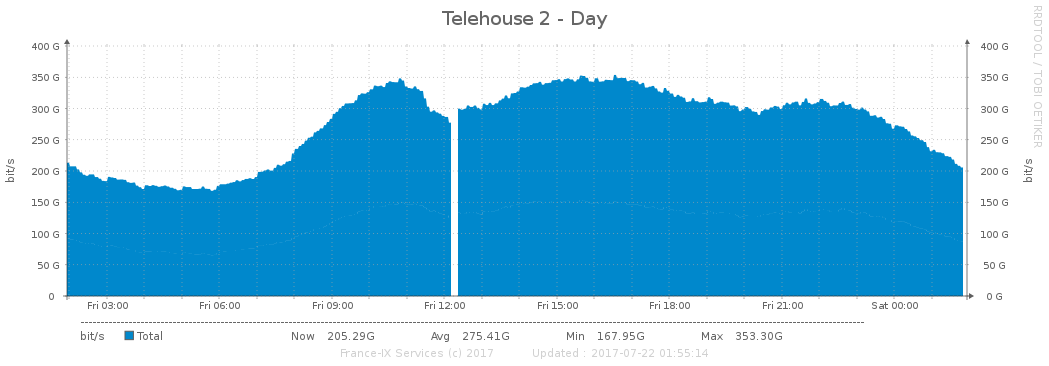 Telehouse 2 - Day
RRDTOOL / TOBI OETIKER
bit/s
400 G 400 G
350 G 350 G
300 G 300 G
250 G 250 G
200 G 200 G
150 G 150 G
100 G 100 G
50 G 50 G
0 0 G
bit/s
Fri 03:00 Fri 06:00 Fri 09:00 Fri 12:00 Fri 15:00 Fri 18:00 Fri 21:00 Sat 00:00
bit/s Total Now 205.29G Avg 275.41G Min 167.95G Max 353.30G
France-IX Services (c) 2017 Updated : 2017-07-22 01:55:14